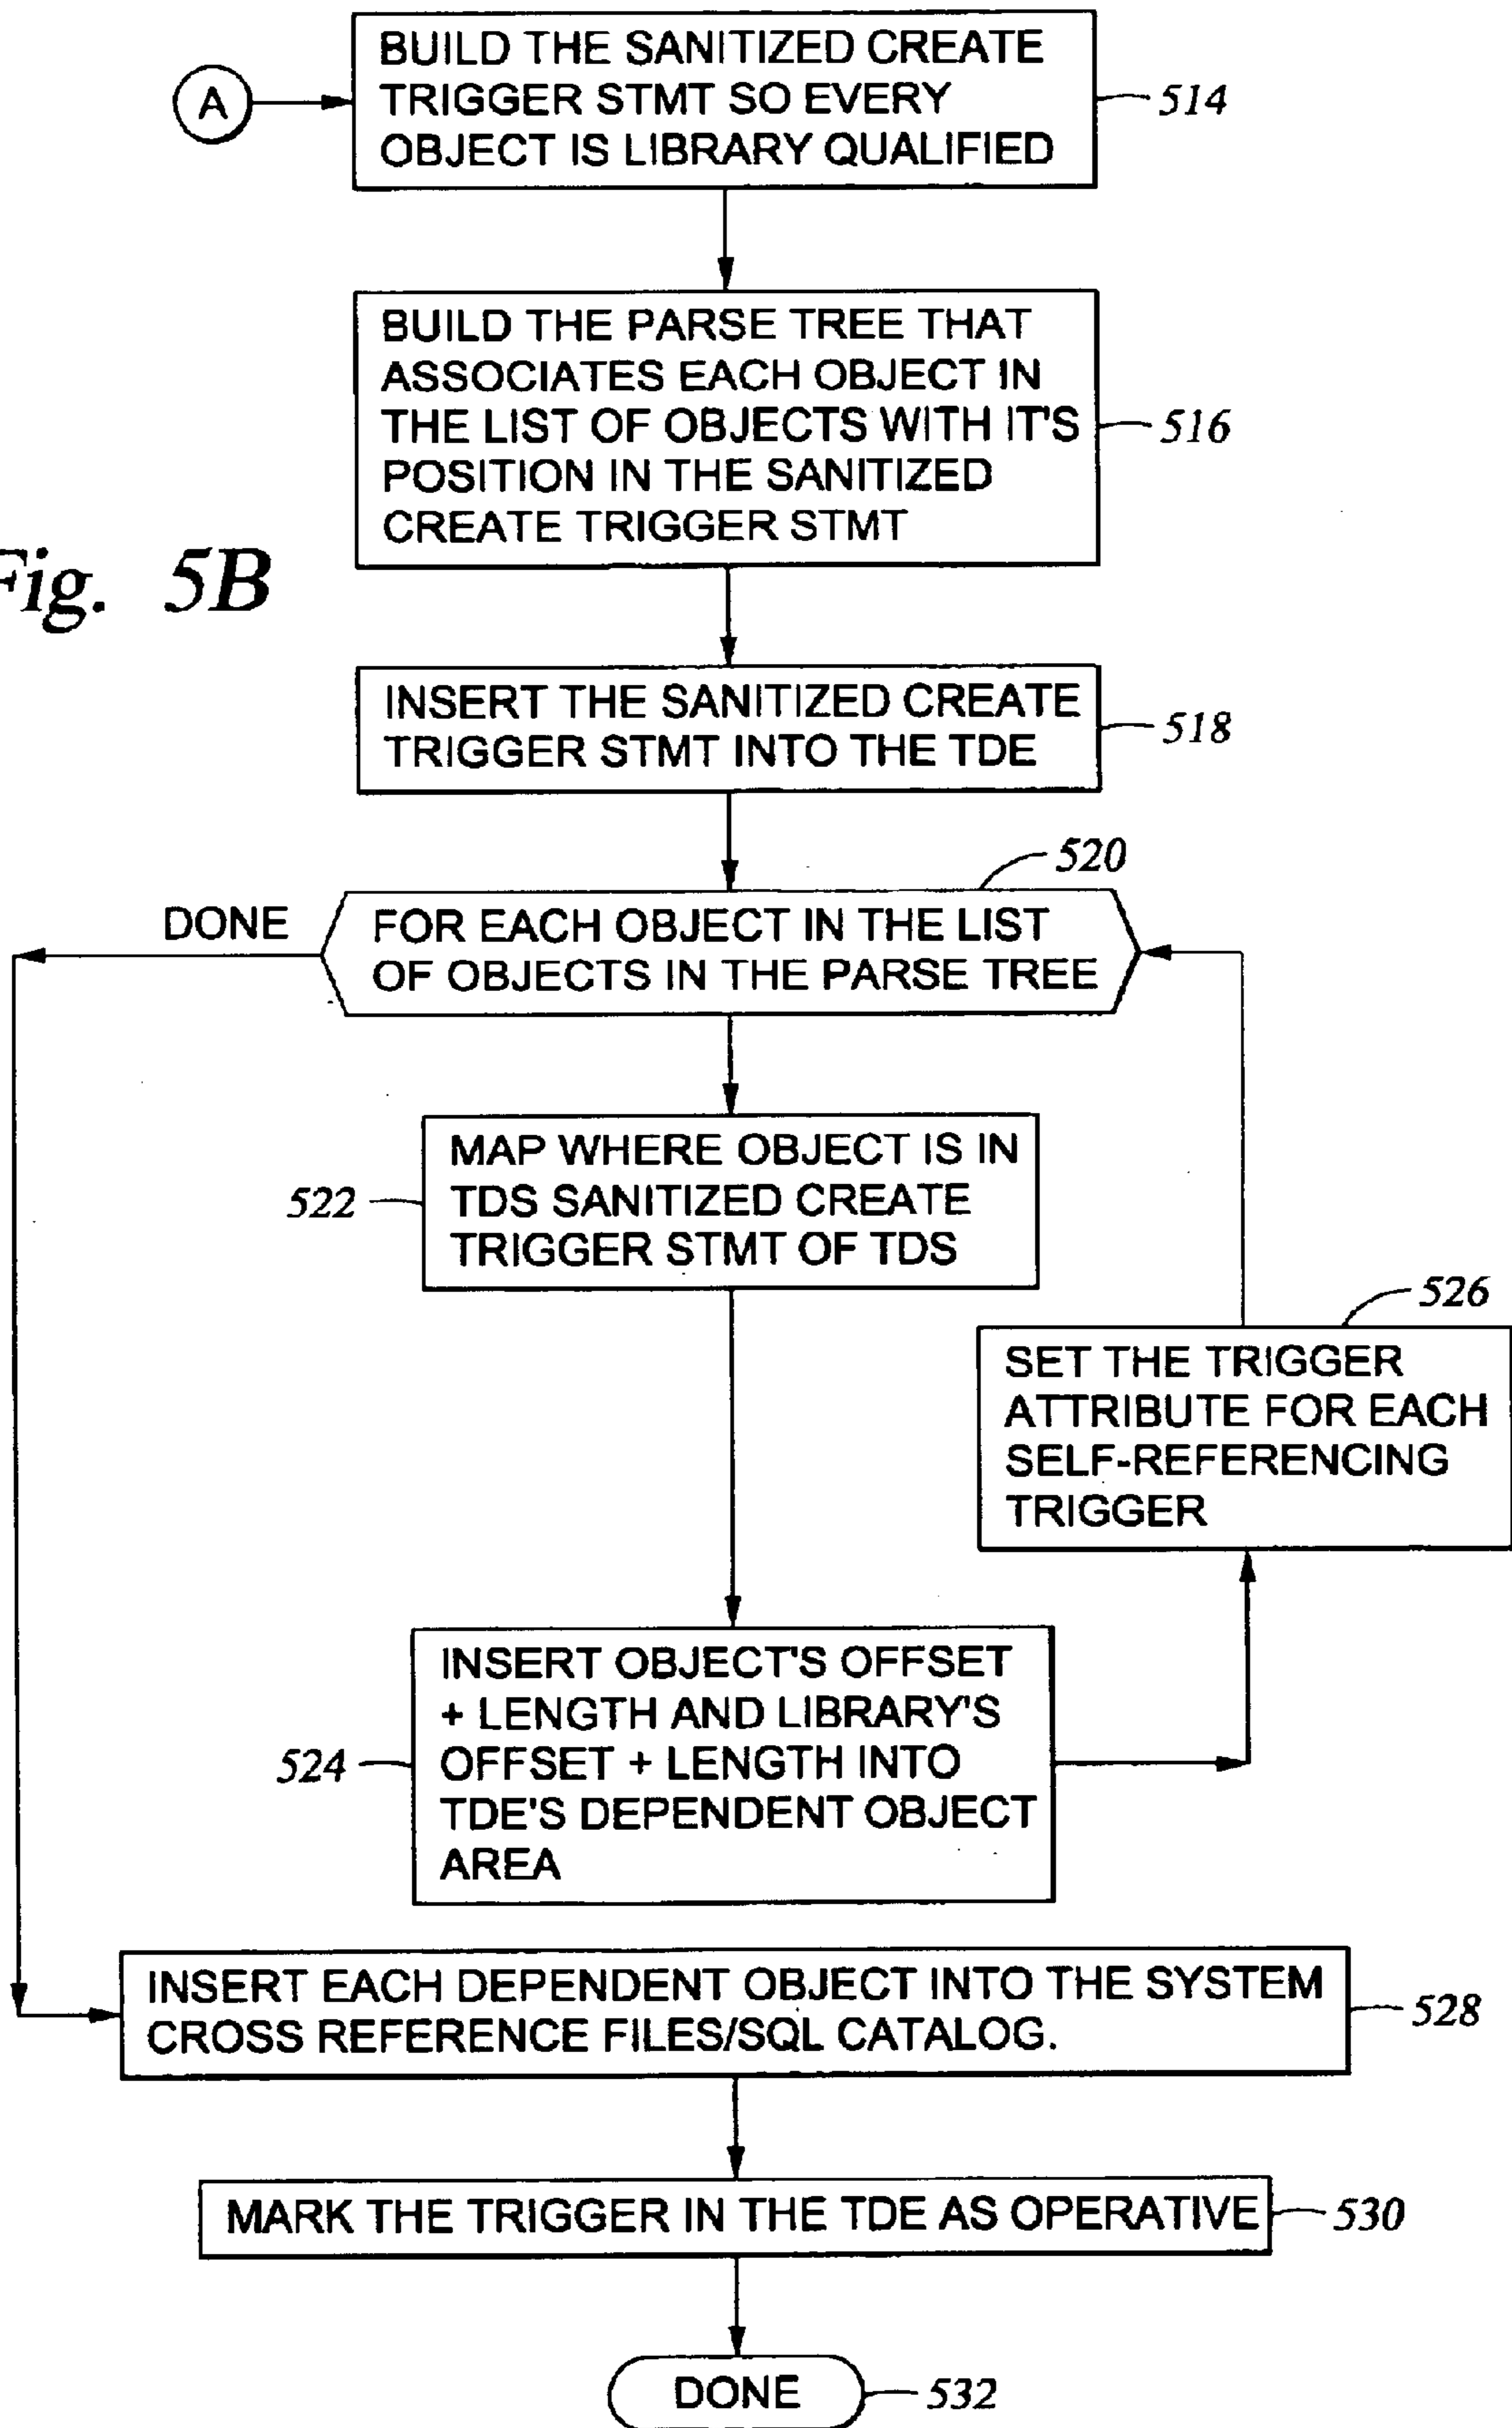 A
BUILD THE SANITIZED CREATE
TRIGGER STMT SO EVERY
OBJECT IS LIBRARY QUALIFIED
514
BUILD THE PARSE TREE THAT
ASSOCIATES EACH OBJECT IN
THE LIST OF OBJECTS WITH IT'S
POSITION IN THE SANITIZED
CREATE TRIGGER STMT
516
Fig. 5B
INSERT THE SANITIZED CREATE
TRIGGER STMT INTO THE TDE
518
520
DONE
FOR EACH OBJECT IN THE LIST
OF OBJECTS IN THE PARSE TREE
MAP WHERE OBJECT IS IN
TDS SANITIZED CREATE
TRIGGER STMT OF TDS
522
526
SET THE TRIGGER
ATTRIBUTE FOR EACH
SELF-REFERENCING
TRIGGER
INSERT OBJECT'S OFFSET
+ LENGTH AND LIBRARY'S
OFFSET + LENGTH INTO
TDE'S DEPENDENT OBJECT
AREA
524
INSERT EACH DEPENDENT OBJECT INTO THE SYSTEM
CROSS REFERENCE FILES/SQL CATALOG.
528
MARK THE TRIGGER IN THE TDE AS OPERATIVE
530
DONE
532